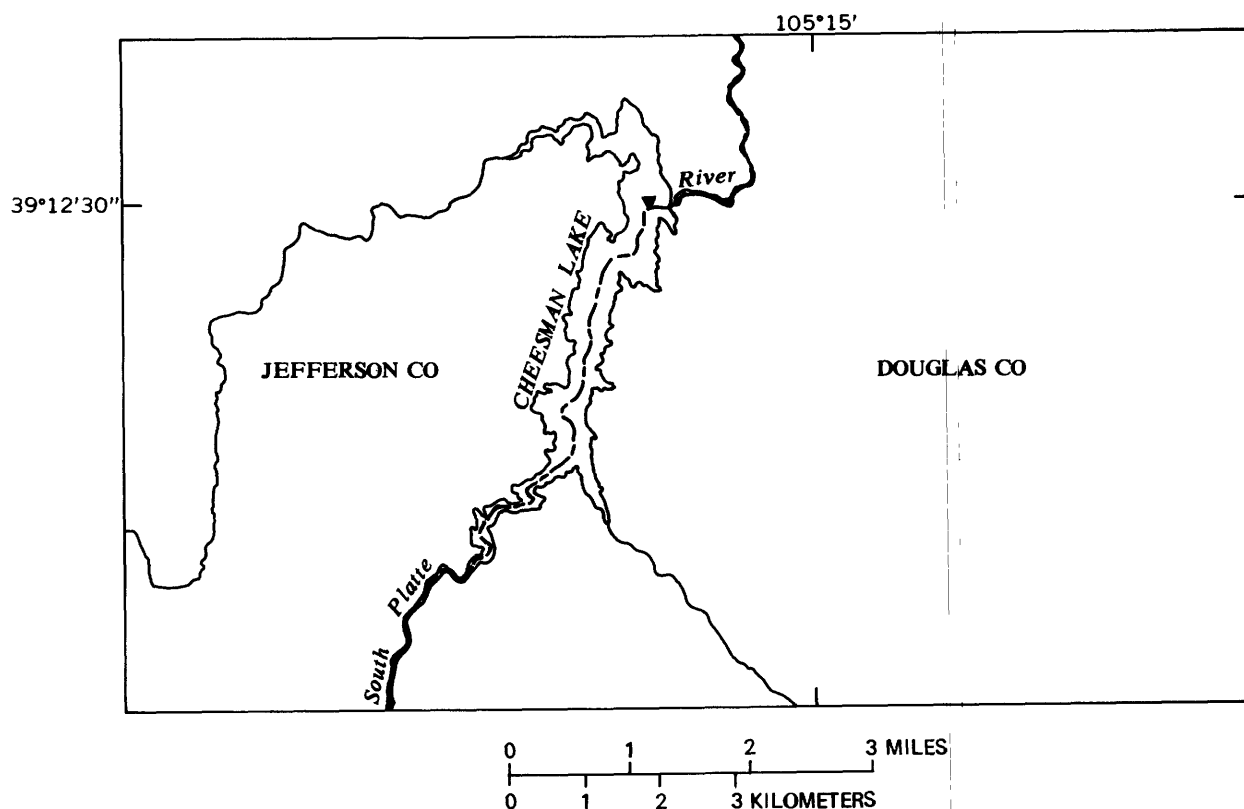 105°15'
River
39°12'30"
CHEESMAN LAKE
JEFFERSON CO
DOUGLAS CO
South Platte
0 1 2 3 MILES
0 1 2 3 KILOMETERS